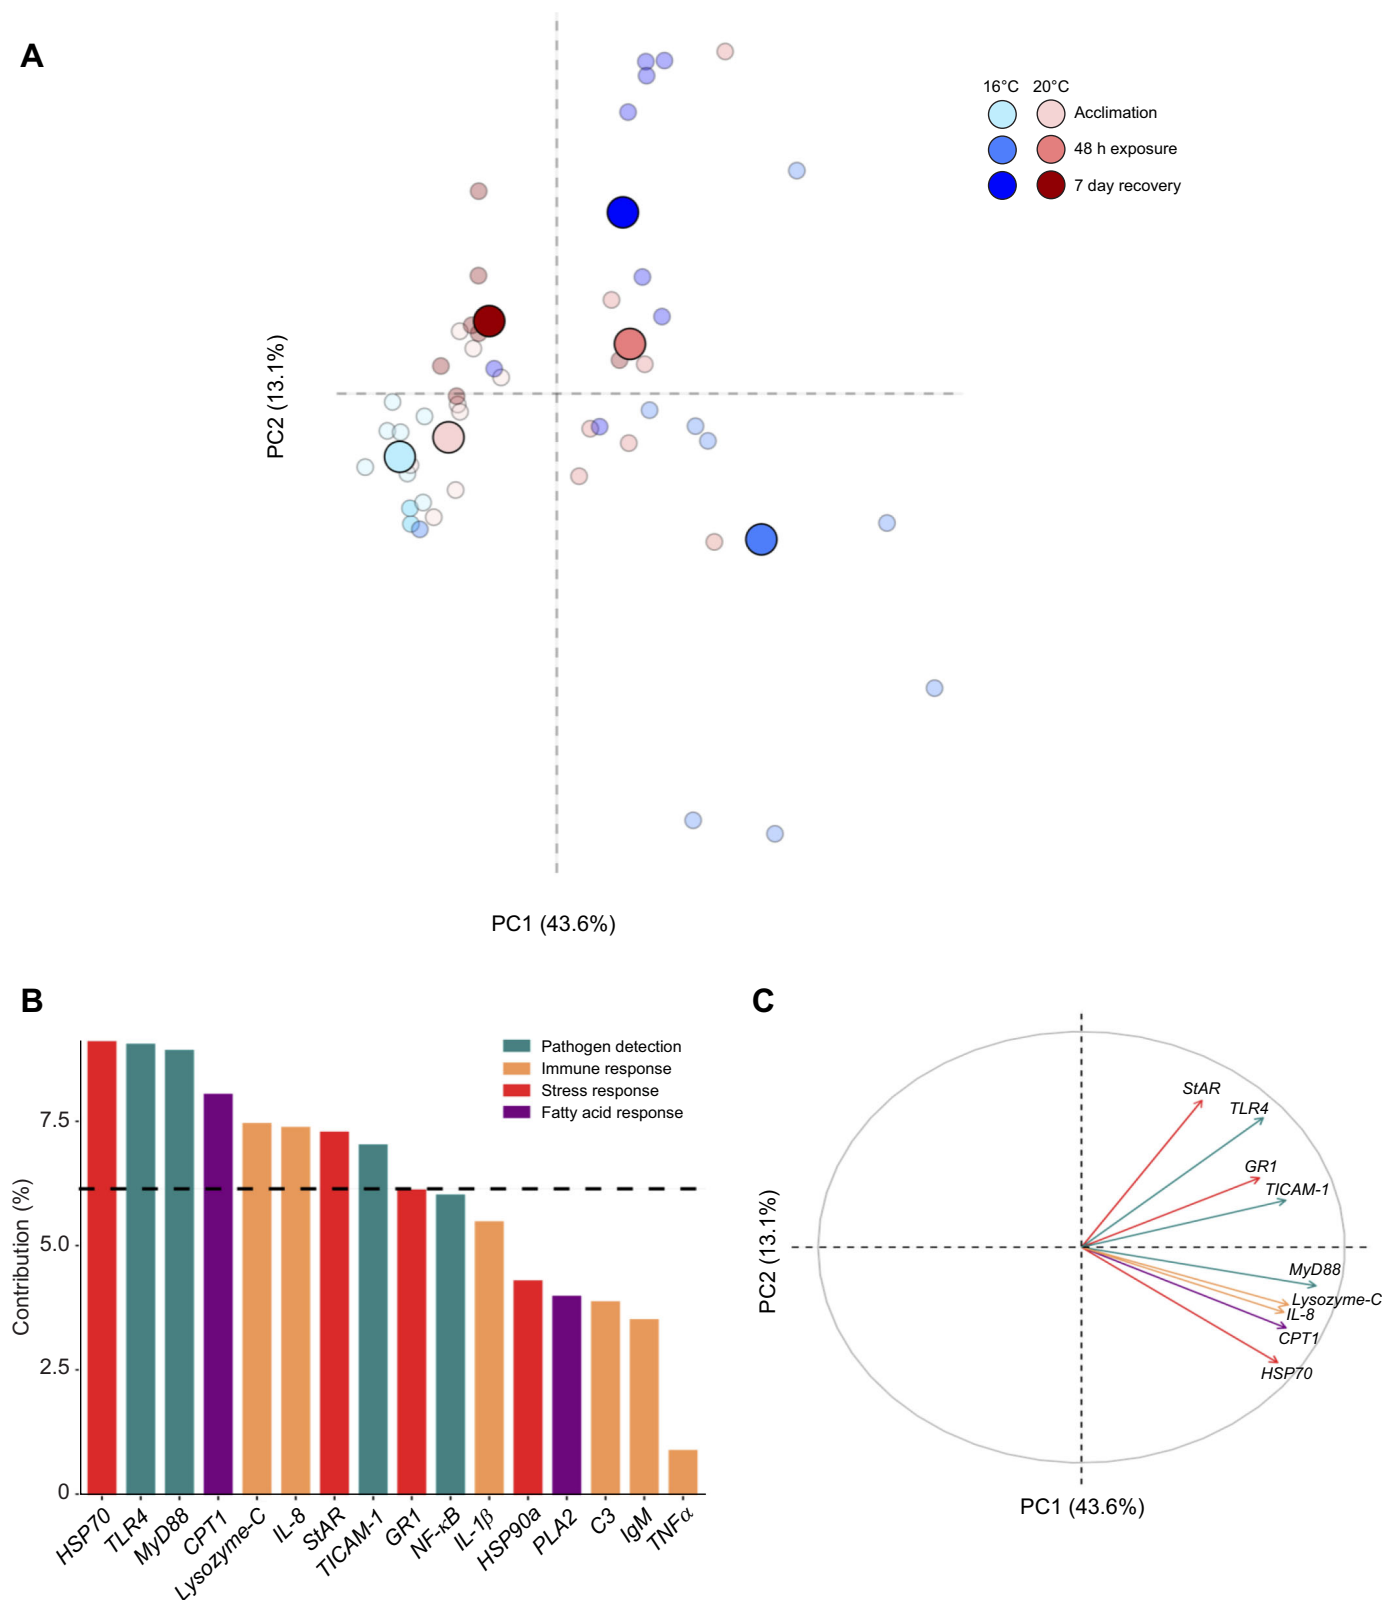 A
16°C 20°C
Acclimation
48 h exposure
7 day recovery
PC2 (13.1%)
PC1 (43.6%)
B
Pathogen detection
Immune response
Stress response
Fatty acid response
Contribution (%)
7.5
5.0
2.5
0
HSP70
TLR4
MyD88
CPT1
Lysozyme-C
IL-8
StAR
TICAM-1
GR1
NF-κB
IL-1β
HSP90a
PLA2
C3
IgM
TNFα
C
StAR
TLR4
GR1
TICAM-1
MyD88
Lysozyme-C
IL-8
CPT1
HSP70
PC2 (13.1%)
PC1 (43.6%)